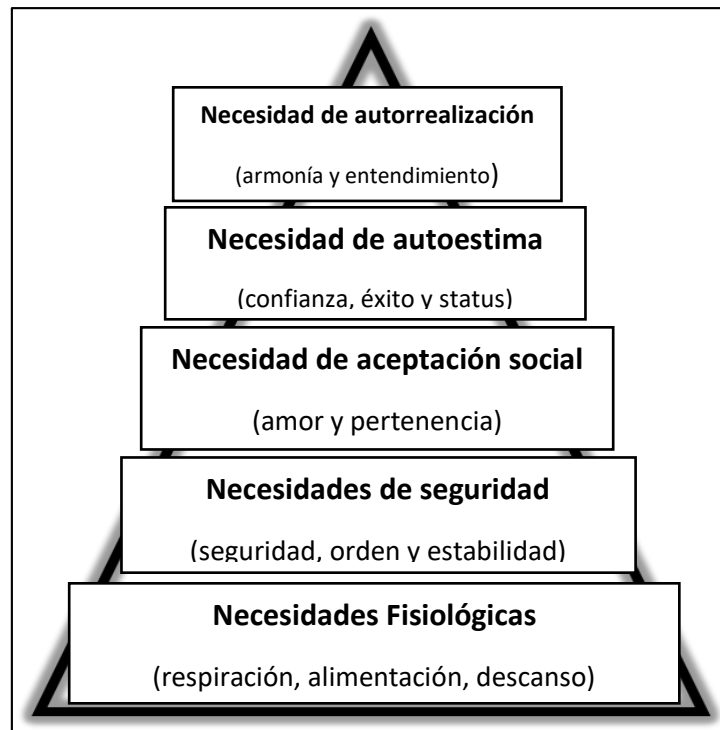 Necesidad de autorrealización
(armonía y entendimiento)
Necesidad de autoestima
(confianza, éxito y status)
Necesidad de aceptación social
(amor y pertenencia)
Necesidades de seguridad
(seguridad, orden y estabilidad)
Necesidades Fisiológicas
(respiración, alimentación, descanso)